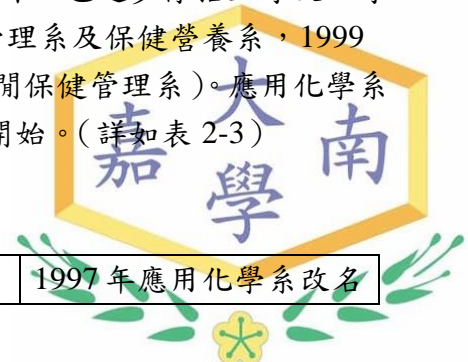 理系及保健營養系，1999
閒保健管理系)。應用化學系
開始。(詳如表 2-3)
嘉 大 南
學
1997 年應用化學系改名